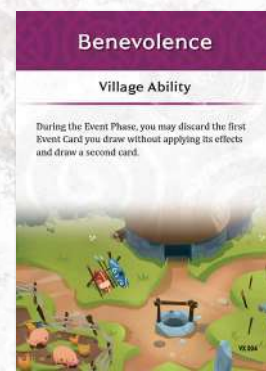 Benevolence
Village Ability
During the Event Phase, you may discard the first
Event Card you draw without applying its effects
and draw a second card.